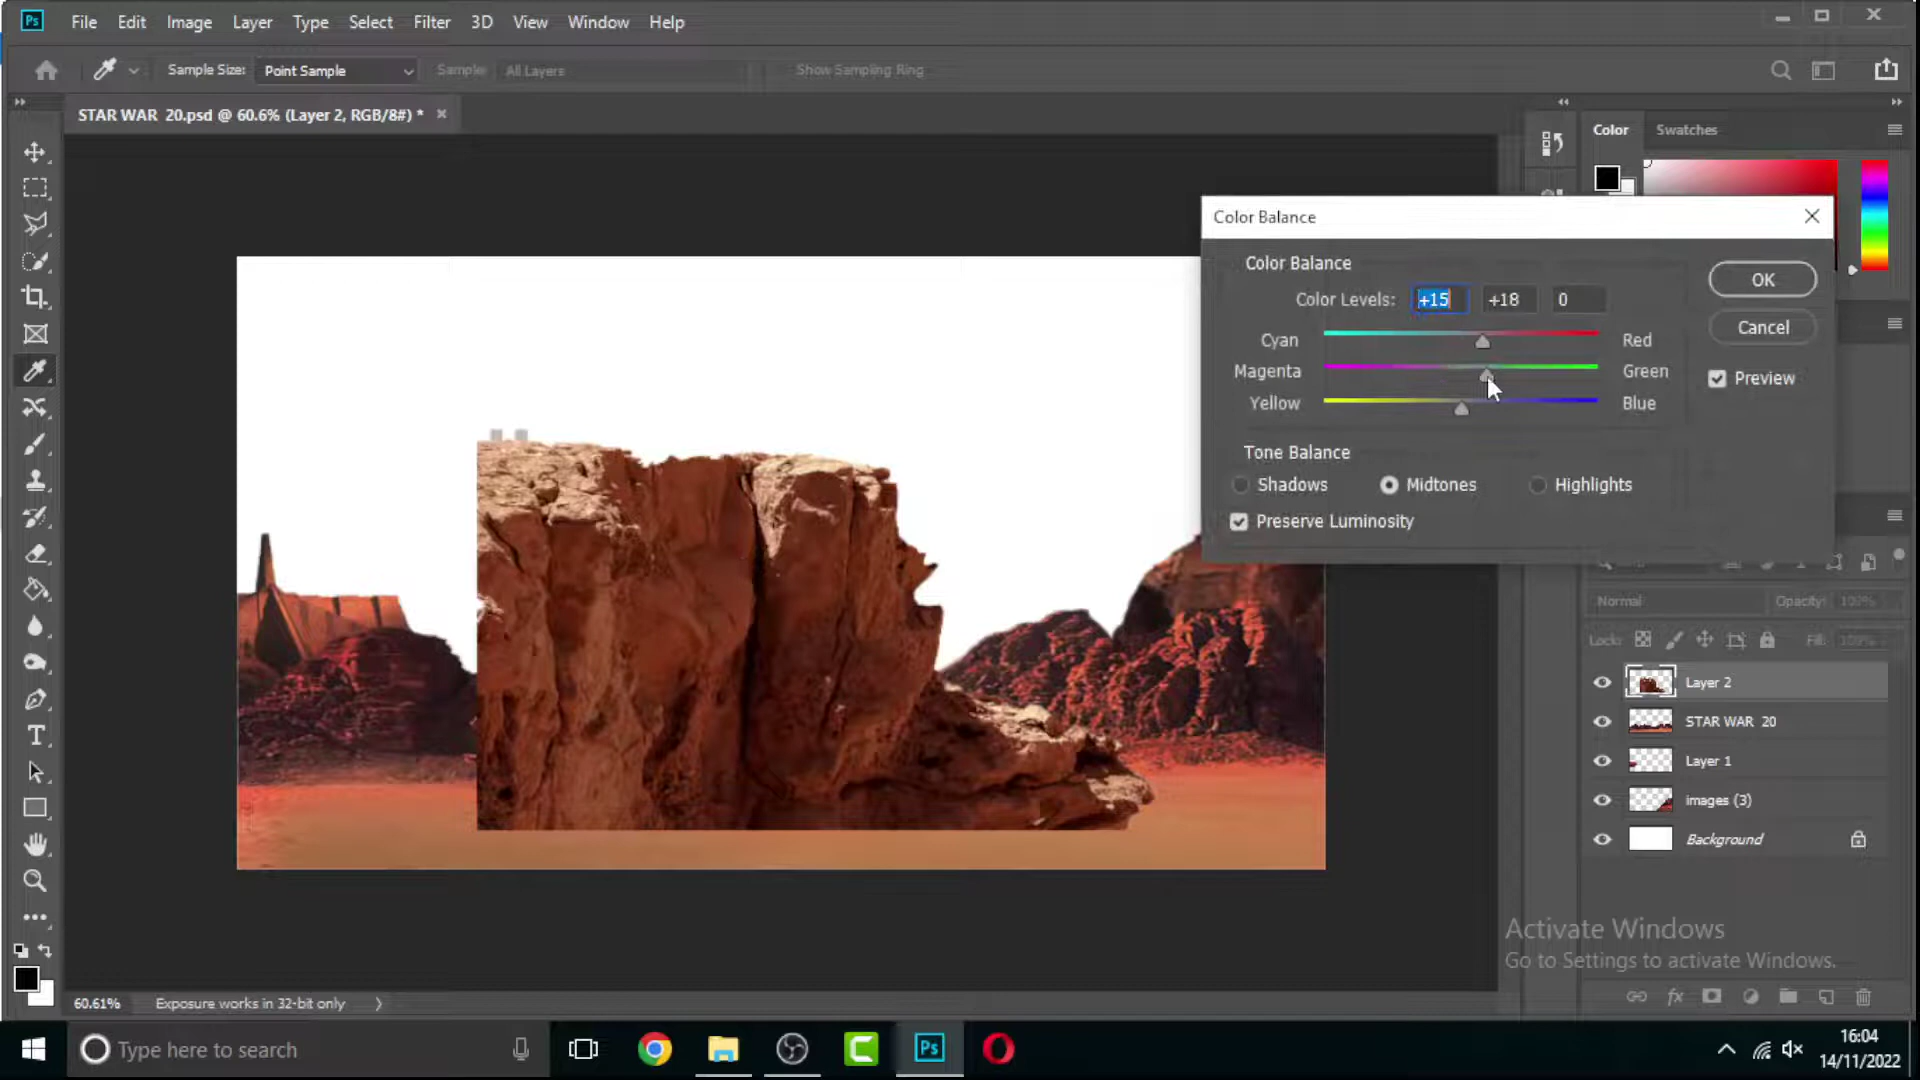 Ps File Edit Image Layer Type Select Filter 3D View Window Help
Sample Size: Point Sample Sample: All Layers Show Sampling Ring
STAR WAR 20.psd @ 60.6% (Layer 2, RGB/8#) *
Color Swatches
Color Balance
Color Balance
Color Levels: +15 +18 0
OK
Cyan Red
Cancel
Magenta Green
Preview
Yellow Blue
Tone Balance
Shadows Midtones Highlights
Preserve Luminosity
Normal Opacity: 100%
Lock: Fill: 100%
Layer 2
STAR WAR 20
Layer 1
images (3)
Background
Activate Windows
Go to Settings to activate Windows.
60.61% Exposure works in 32-bit only
Type here to search
Ps
16:04
14/11/2022